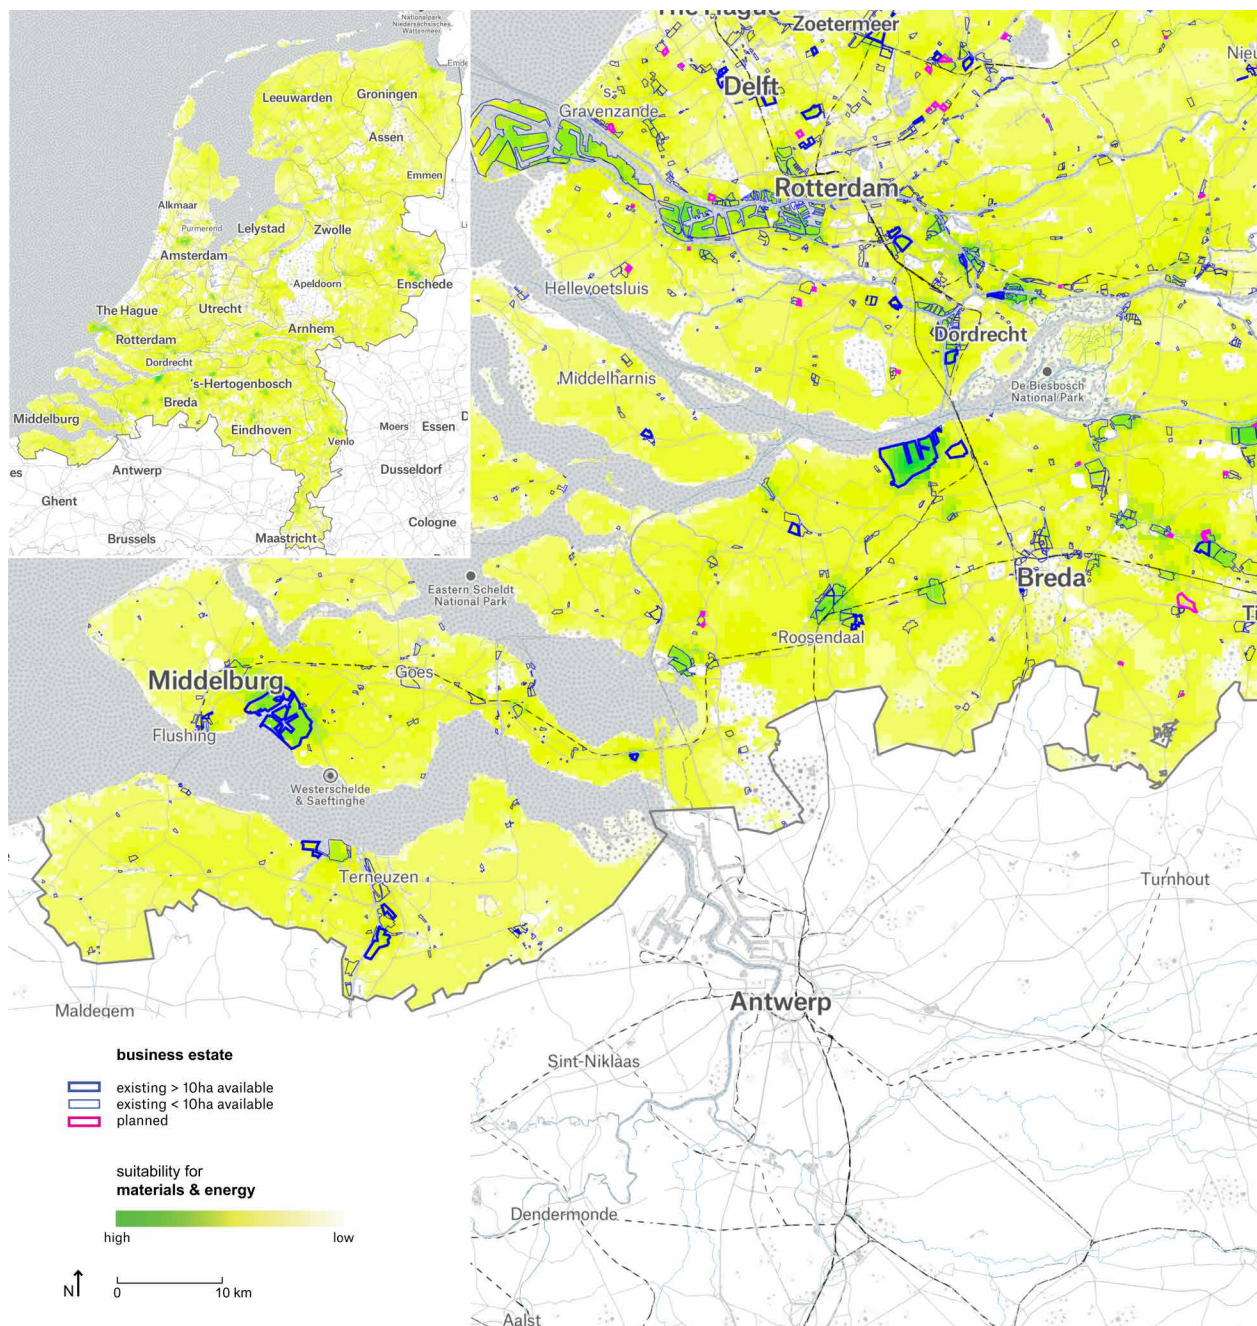 Nationalpark
Niedersächsisches
Wattenmeer
Leeuwarden
Groningen
Assen
Emmen
Alkmaar
Purmerend
Lelystad
Zwolle
Amsterdam
Apeldoorn
Enschede
The Hague
Utrecht
Arnhem
Rotterdam
Dordrecht
's-Hertogenbosch
Breda
Middelburg
Eindhoven
Venlo
Moers
Essen
Antwerp
Dusseldorf
Ghent
Cologne
Brussels
Maastricht
The Hague
Zoetermeer
Delft
's-
Gravenzande
Rotterdam
Hellevoetsluis
Dordrecht
Middelharnis
De Biesbosch
National Park
Breda
Eastern Scheldt
National Park
Roosendaal
Goes
Middelburg
Flushing
Westerschelde
& Saeftinghe
Terneuzen
Turnhout
Antwerp
Maldegem
Sint-Niklaas
Dendermonde
Aalst
business estate
existing > 10ha available
existing < 10ha available
planned
suitability for
materials & energy
high low
N
0 10 km